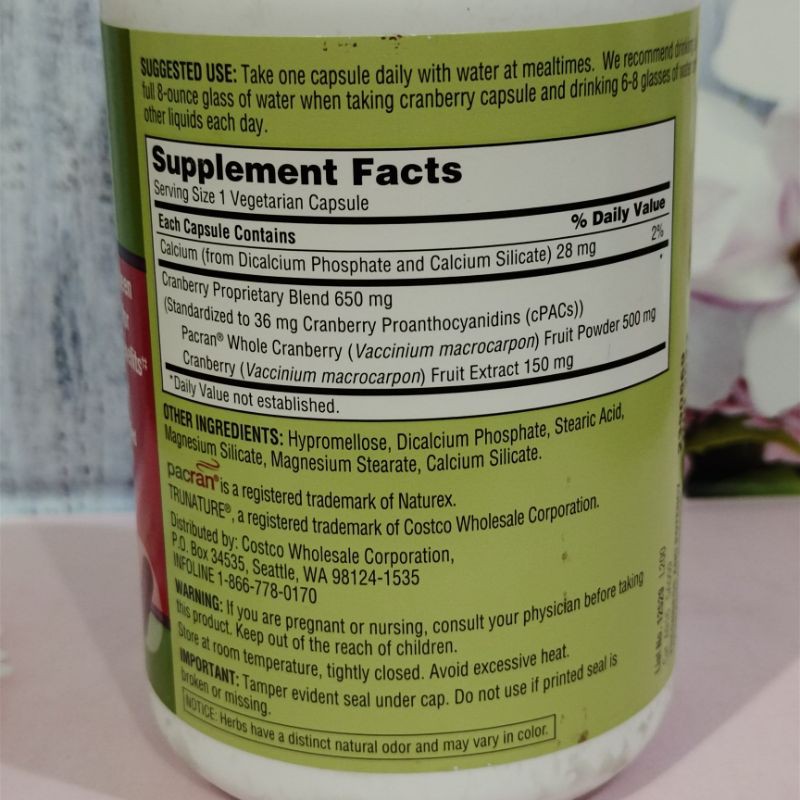 SUGGESTED USE: Take one capsule daily with water at mealtimes. We recommend drinking
full 8-ounce glass of water when taking cranberry capsule and drinking 6-8 glasses of water
other liquids each day.
Supplement Facts
Serving Size 1 Vegetarian Capsule
Each Capsule Contains % Daily Value
Calcium (from Dicalcium Phosphate and Calcium Silicate) 28 mg 2%
Cranberry Proprietary Blend 650 mg *
(Standardized to 36 mg Cranberry Proanthocyanidins (cPACs))
Pacran® Whole Cranberry (Vaccinium macrocarpon) Fruit Powder 500 mg
Cranberry (Vaccinium macrocarpon) Fruit Extract 150 mg
*Daily Value not established.
OTHER INGREDIENTS: Hypromellose, Dicalcium Phosphate, Stearic Acid,
Magnesium Silicate, Magnesium Stearate, Calcium Silicate.
pacran® is a registered trademark of Naturex.
TRUNATURE®, a registered trademark of Costco Wholesale Corporation.
Distributed by: Costco Wholesale Corporation,
P.O. Box 34535, Seattle, WA 98124-1535
INFOLINE 1-866-778-0170
WARNING: If you are pregnant or nursing, consult your physician before taking
this product. Keep out of the reach of children.
Store at room temperature, tightly closed. Avoid excessive heat.
IMPORTANT: Tamper evident seal under cap. Do not use if printed seal is
broken or missing.
NOTICE: Herbs have a distinct natural odor and may vary in color.